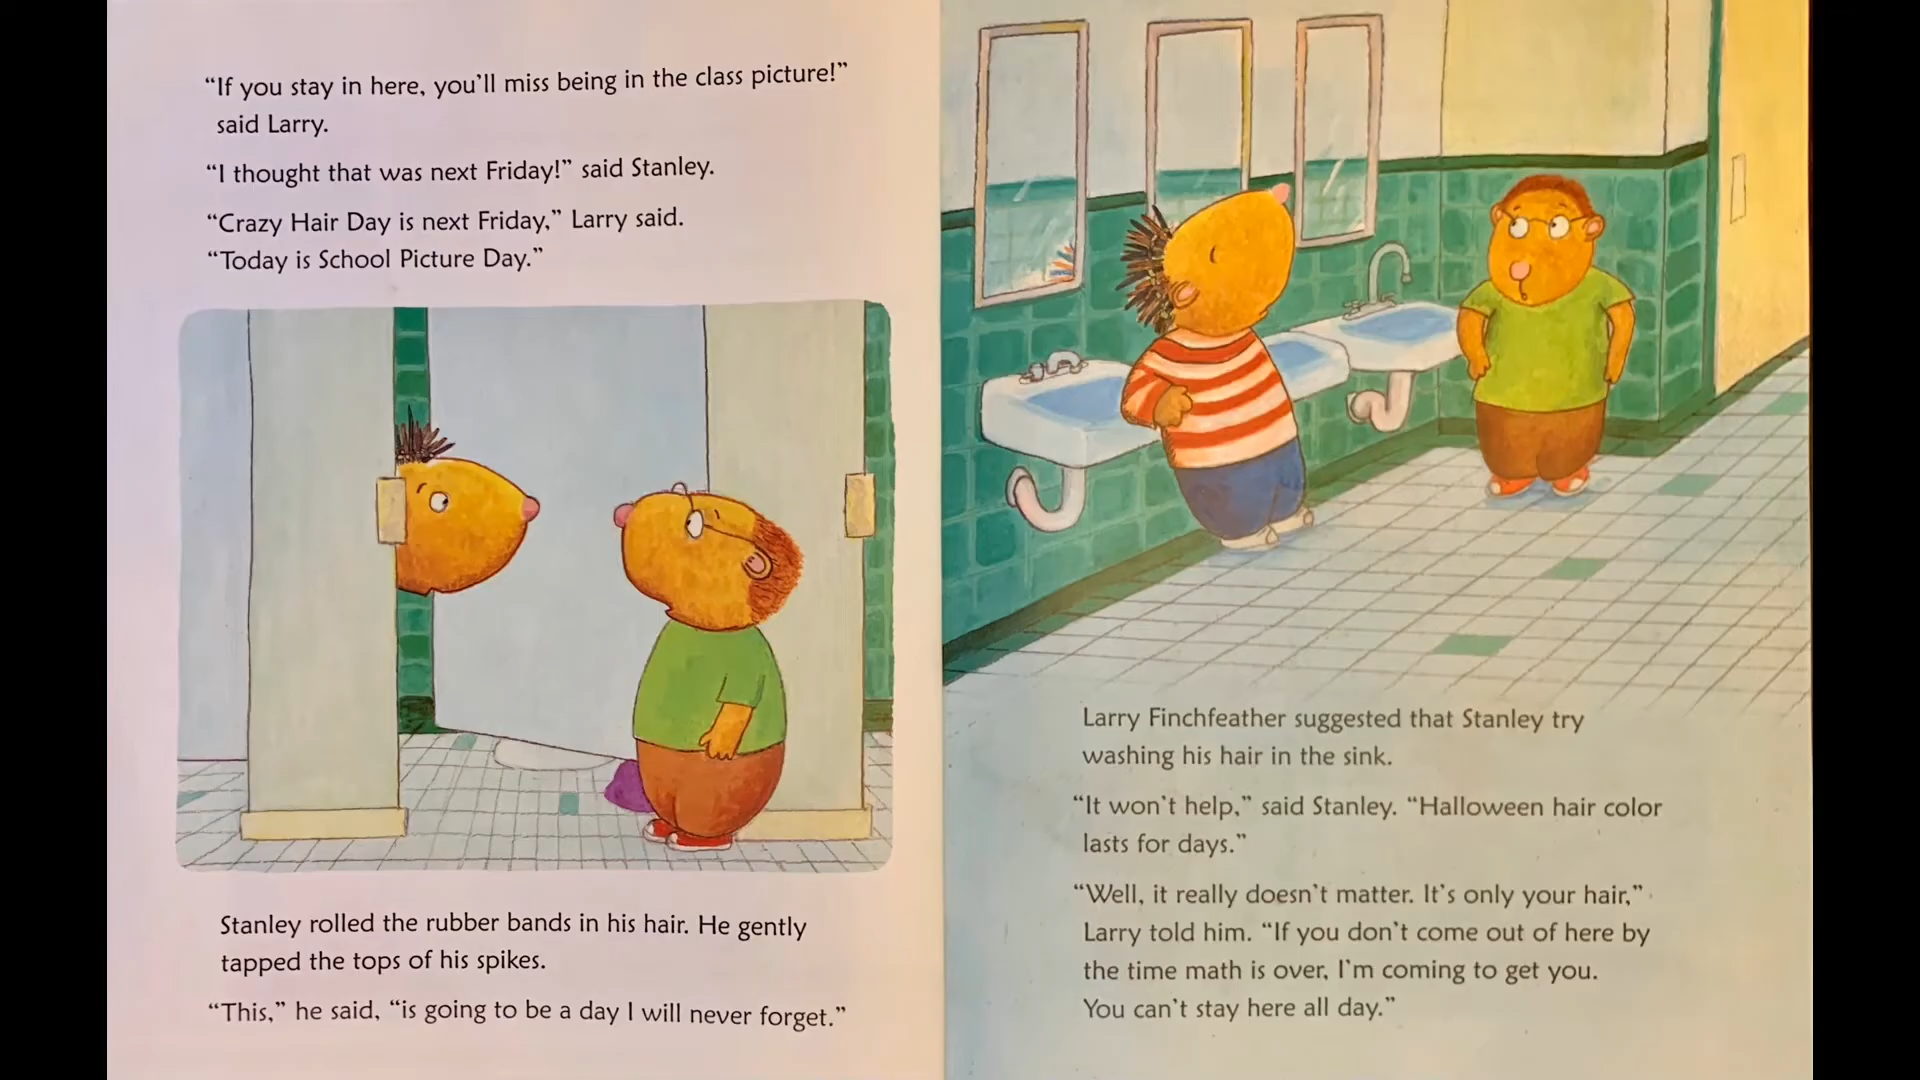 “If you stay in here, you’ll miss being in the class picture!”
said Larry.
“I thought that was next Friday!” said Stanley.
“Crazy Hair Day is next Friday,” Larry said.
“Today is School Picture Day.”
Stanley rolled the rubber bands in his hair. He gently
tapped the tops of his spikes.
“This,” he said, “is going to be a day I will never forget.”
Larry Finchfeather suggested that Stanley try
washing his hair in the sink.
“It won’t help,” said Stanley. “Halloween hair color
lasts for days.”
“Well, it really doesn’t matter. It’s only your hair,”
Larry told him. “If you don’t come out of here by
the time math is over, I’m coming to get you.
You can’t stay here all day.”